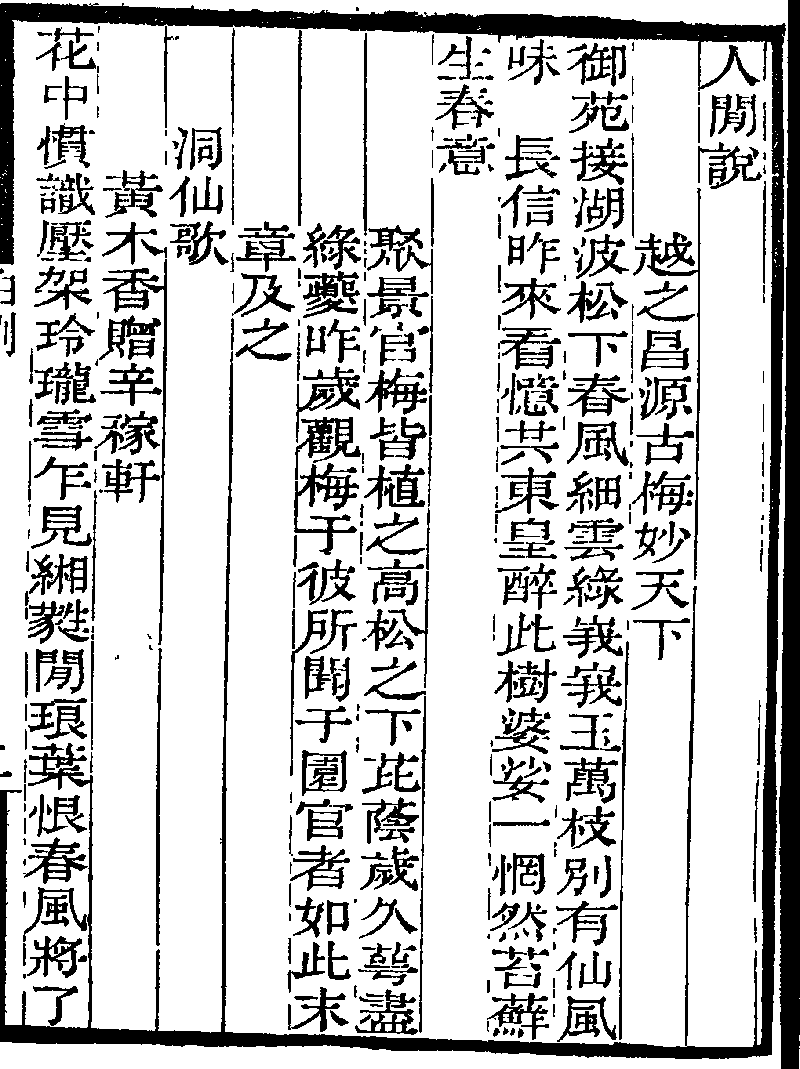 人閒說
越之昌源古梅妙天下
御苑接湖波松下春風細雲綠峩峩玉萬枝別有仙風
味　長信昨來看憶共東皇醉此樹婆娑一惘然苔蘚
生春意
聚景官梅皆植之高松之下芘蔭歲久萼盡
綠夔昨歲觀梅于彼所聞于園官者如此末
章及之
洞仙歌
黃木香贈辛稼軒
花中慣識壓架玲瓏雪乍見緗蕤閒琅葉恨春風將了